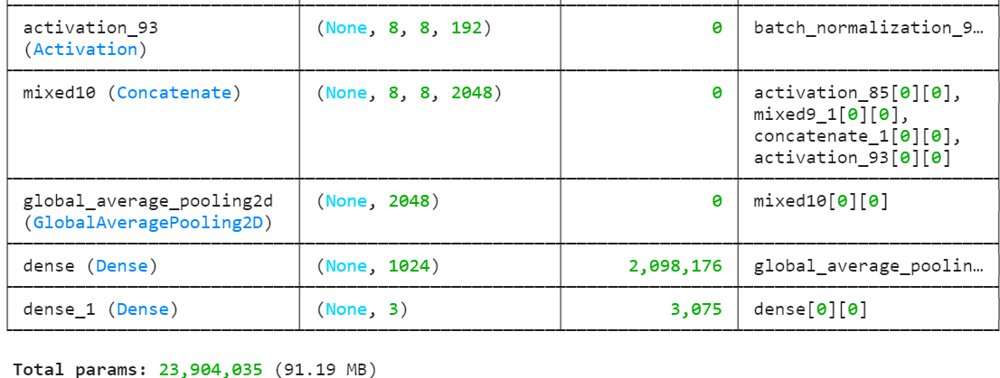 activation_93 (None, 8, 8, 192) 0 batch_normalization_9…
(Activation)
mixed10 (Concatenate) (None, 8, 8, 2048) 0 activation_85[0][0],
mixed9_1[0][0],
concatenate_1[0][0],
activation_93[0][0]
global_average_pooling2d (None, 2048) 0 mixed10[0][0]
(GlobalAveragePooling2D)
dense (Dense) (None, 1024) 2,098,176 global_average_poolin…
dense_1 (Dense) (None, 3) 3,075 dense[0][0]
Total params: 23,904,035 (91.19 MB)